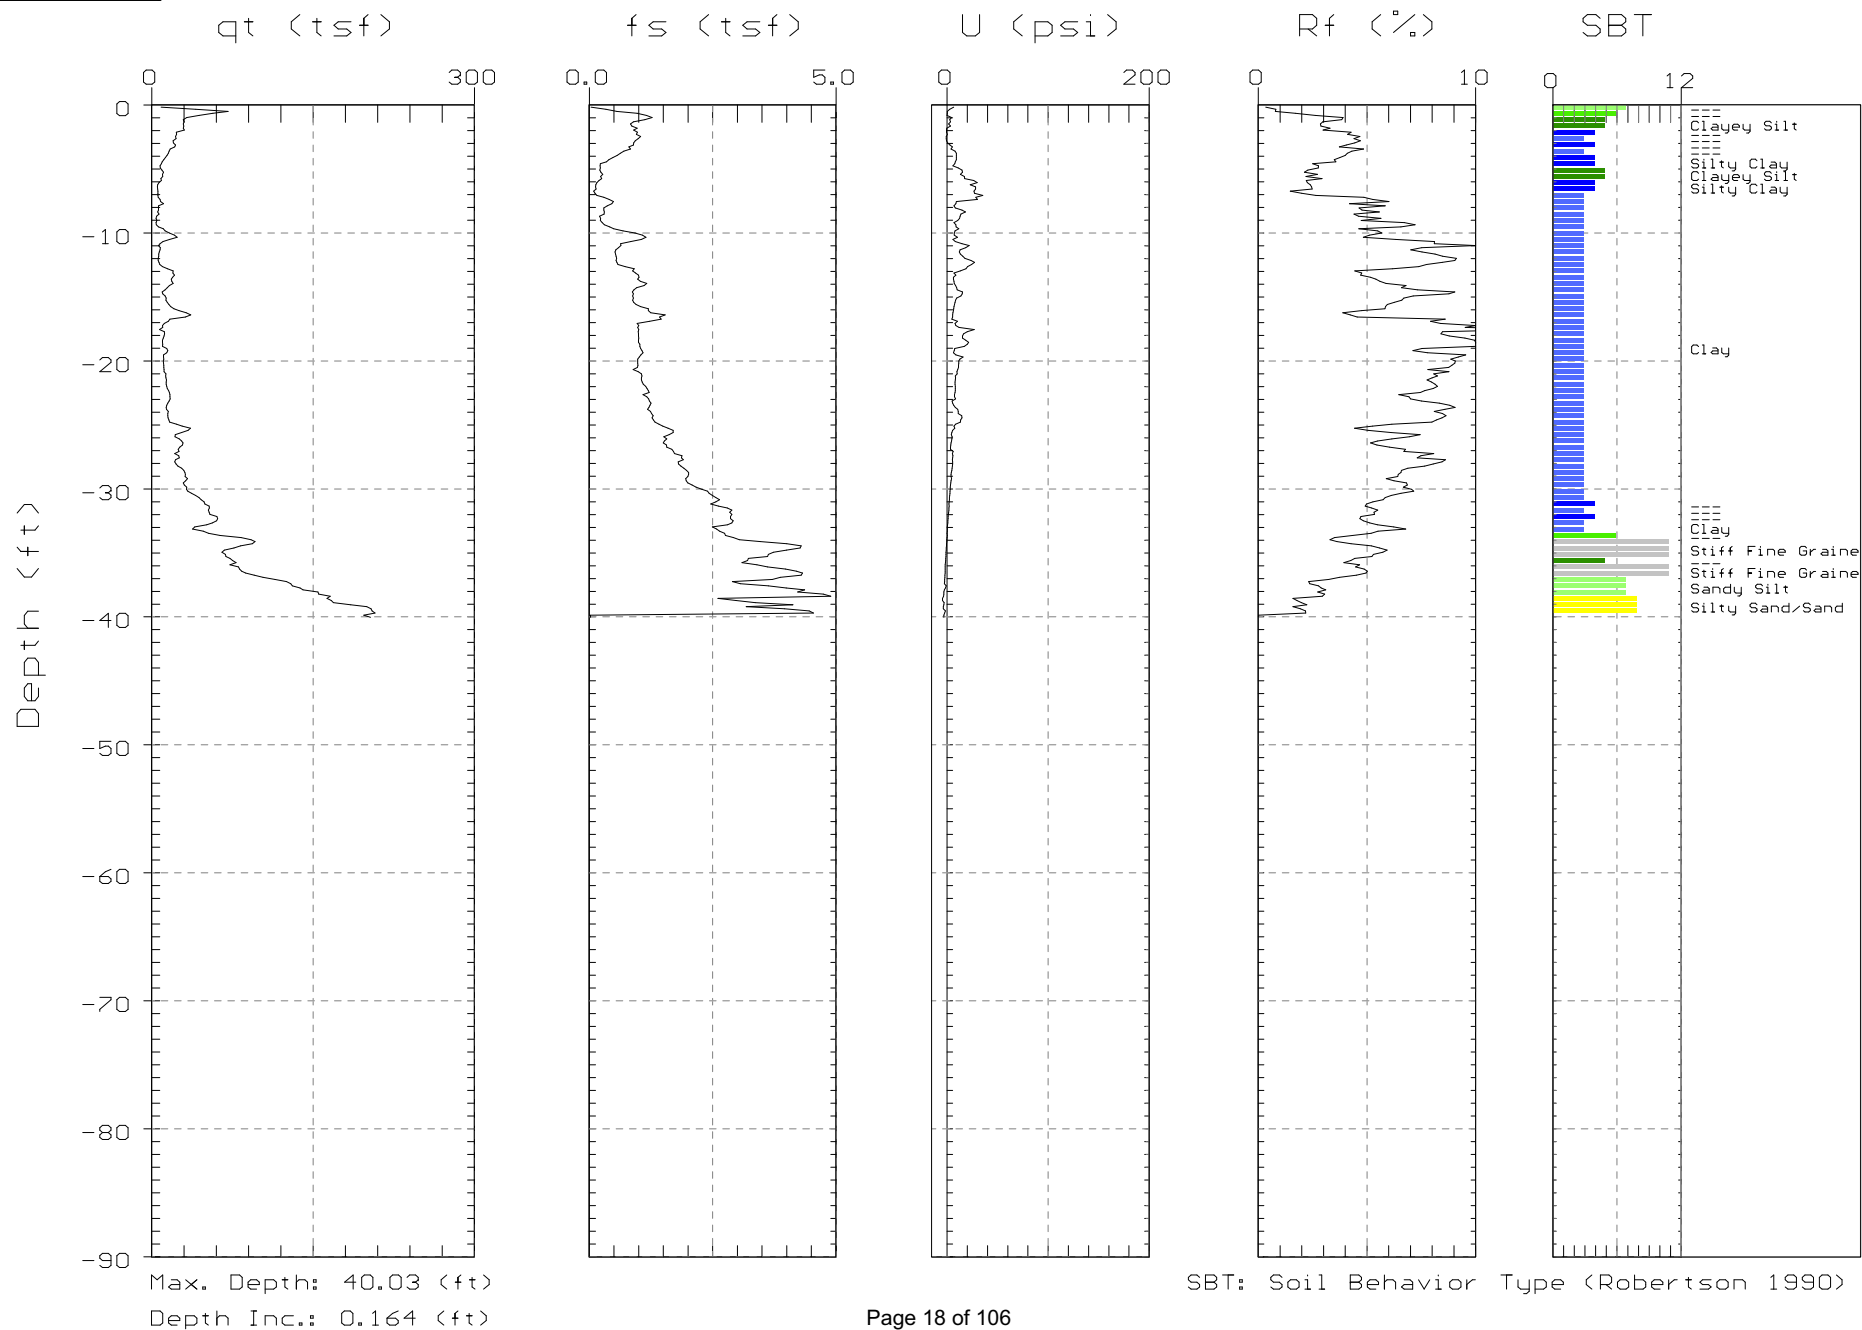 qt (tsf) fs (tsf) U (psi) Rf (%) SBT
0 300 0.0 5.0 0 200 0 10 0 12
0
-10
-20
-30
-40
-50
-60
-70
-80
-90
Depth (ft)
---
---
Clayey Silt
---
---
---
Silty Clay
Clayey Silt
Silty Clay
Clay
---
---
---
Clay
---
Stiff Fine Graine
---
Stiff Fine Graine
Sandy Silt
Silty Sand/Sand
Max. Depth: 40.03 (ft)
Depth Inc.: 0.164 (ft)
SBT: Soil Behavior Type (Robertson 1990)
Page 18 of 106